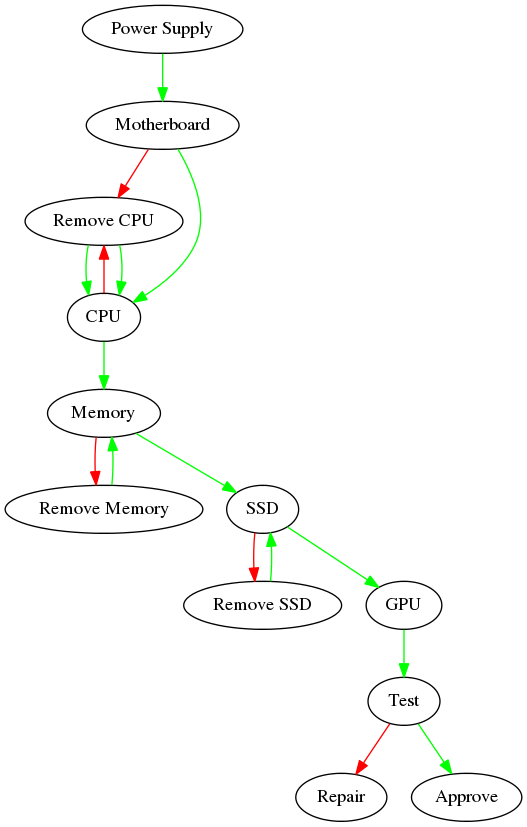 Power Supply
Motherboard
Remove CPU
CPU
Memory
Remove Memory
SSD
Remove SSD
GPU
Test
Repair
Approve